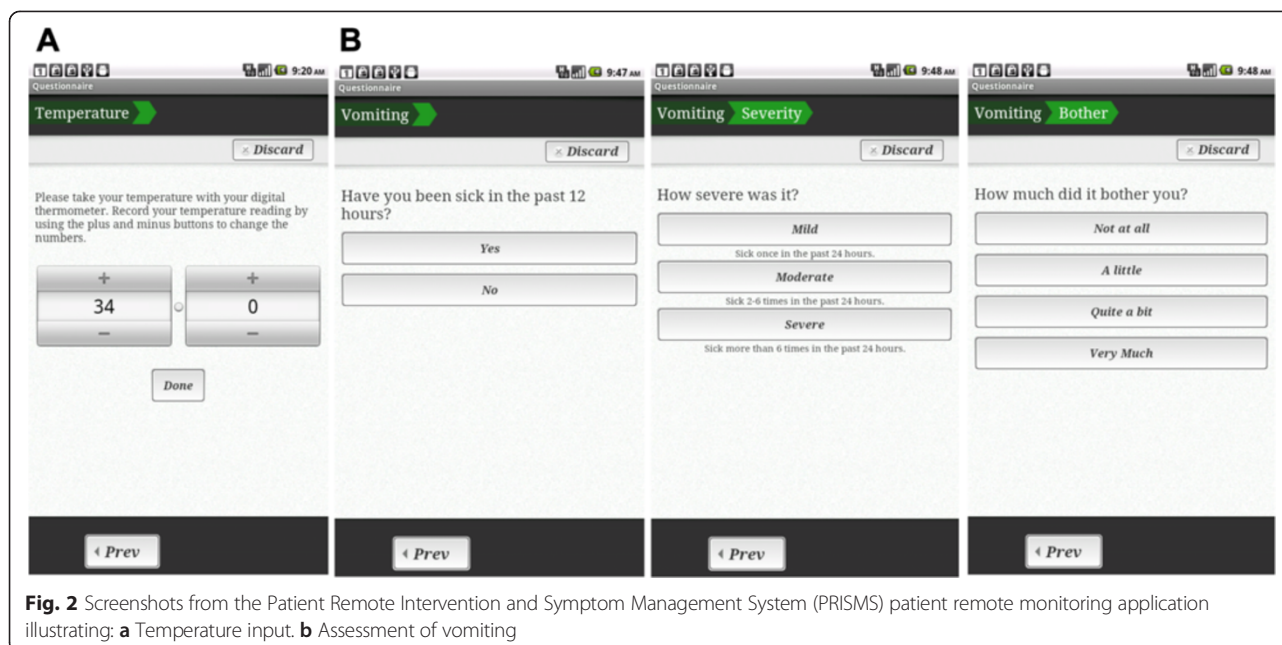 A
9:20 AM
Questionnaire
Temperature
Discard
Please take your temperature with your digital
thermometer. Record your temperature reading by
using the plus and minus buttons to change the
numbers.
+ +
34 0
− −
Done
Prev
B
9:47 AM
Questionnaire
Vomiting
Discard
Have you been sick in the past 12
hours?
Yes
No
Prev
9:48 AM
Questionnaire
Vomiting Severity
Discard
How severe was it?
Mild
Sick once in the past 24 hours.
Moderate
Sick 2-6 times in the past 24 hours.
Severe
Sick more than 6 times in the past 24 hours.
Prev
9:48 AM
Questionnaire
Vomiting Bother
Discard
How much did it bother you?
Not at all
A little
Quite a bit
Very Much
Prev
Fig. 2 Screenshots from the Patient Remote Intervention and Symptom Management System (PRISMS) patient remote monitoring application
illustrating: a Temperature input. b Assessment of vomiting